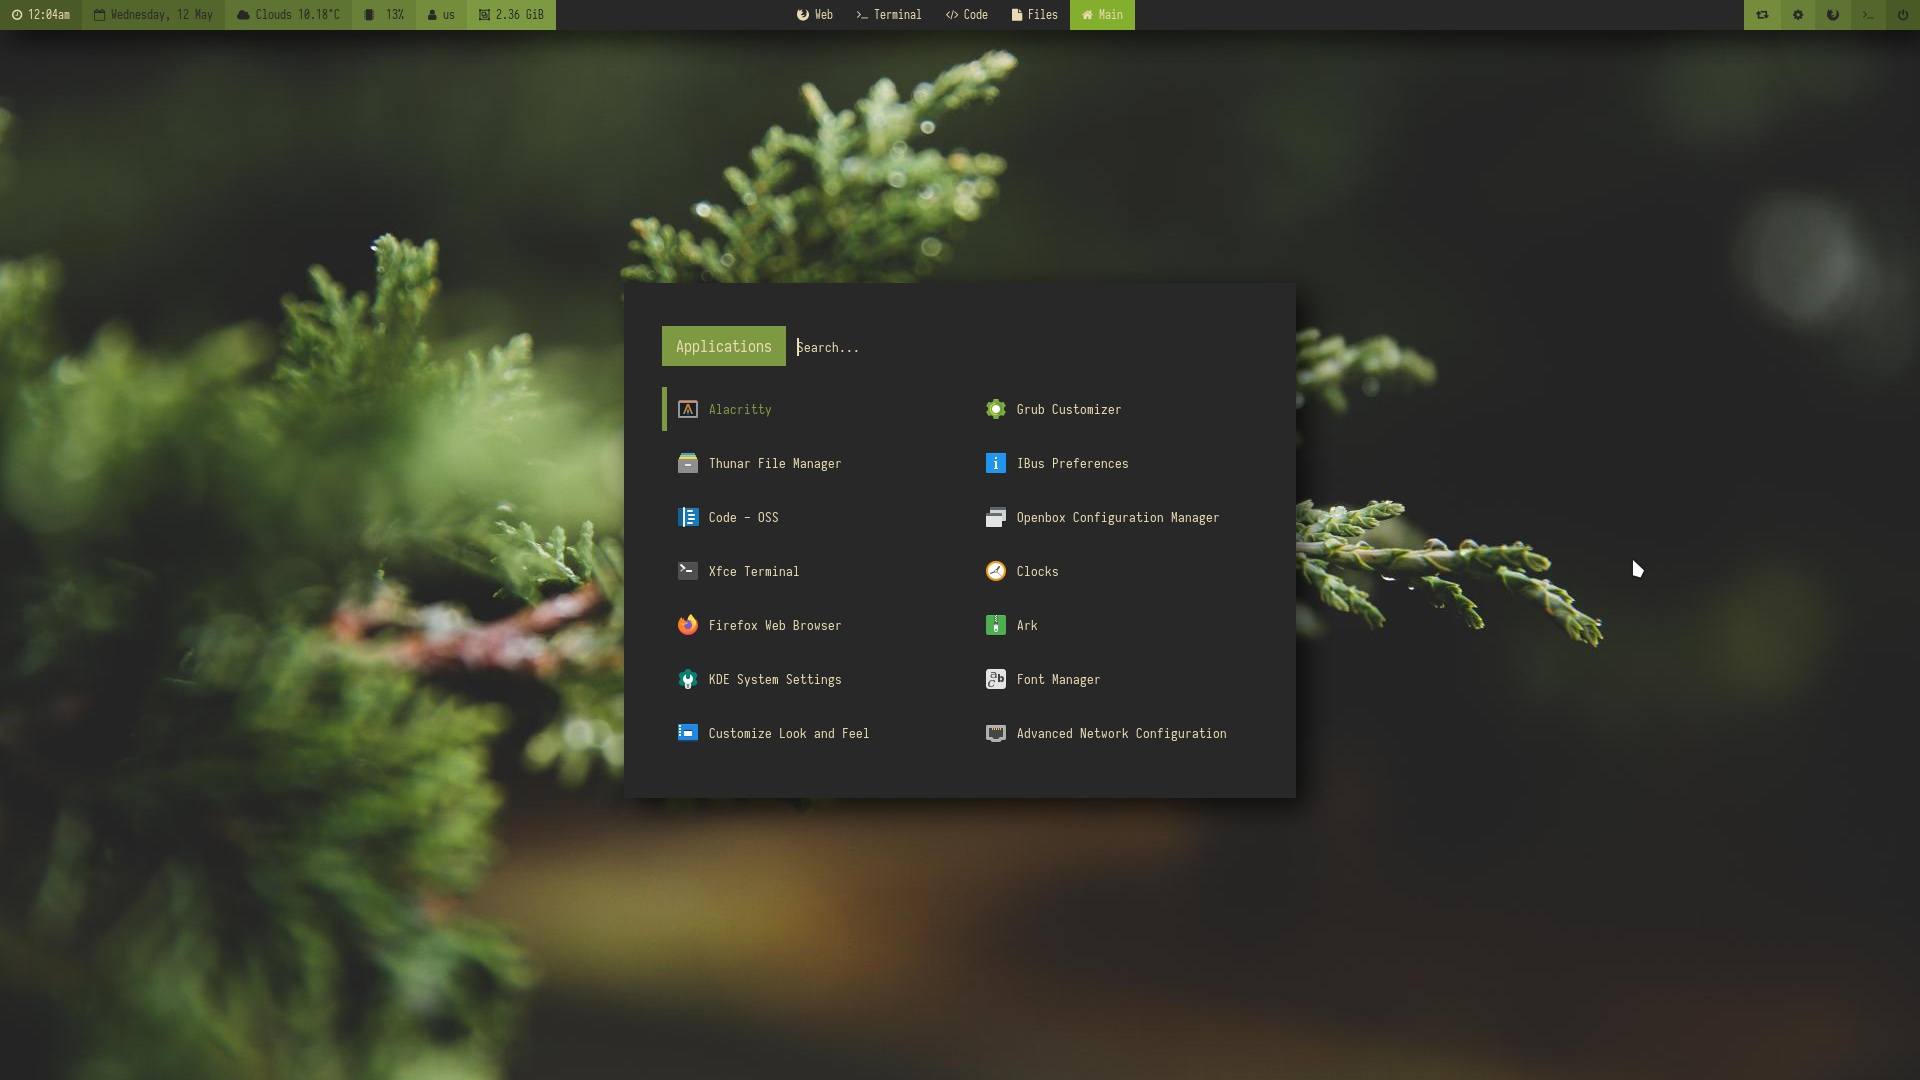 12:04am Wednesday, 12 May Clouds 10.18°C 13% us 2.36 GiB Web Terminal Code Files Main
Applications Search...
Alacritty
Thunar File Manager
Code - OSS
Xfce Terminal
Firefox Web Browser
KDE System Settings
Customize Look and Feel
Grub Customizer
IBus Preferences
Openbox Configuration Manager
Clocks
Ark
Font Manager
Advanced Network Configuration